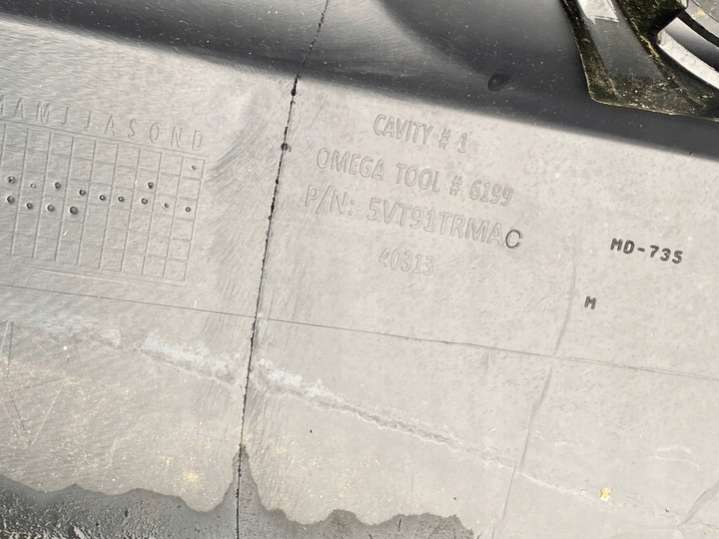 M A M J J A S O N D
CAVITY # 1
OMEGA TOOL # 6199
P/N: 5VT91TRMAC
40313
MD-735
M